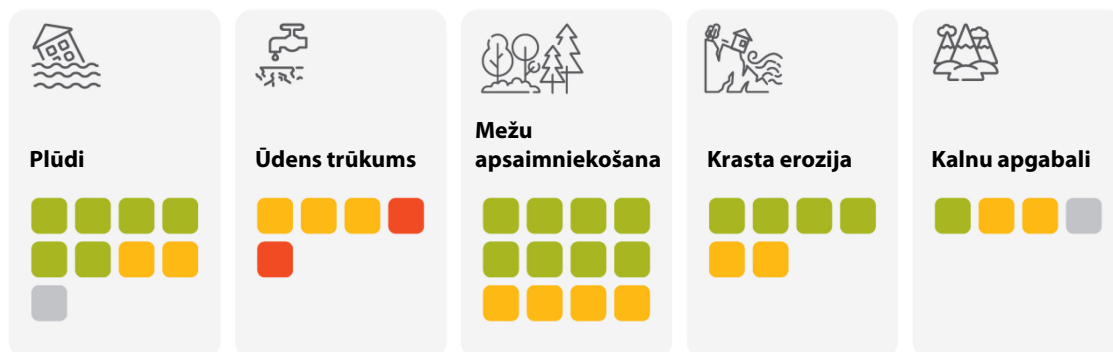 Plūdi
Ūdens trūkums
Mežu
apsaimniekošana
Krasta erozija
Kalnu apgabali